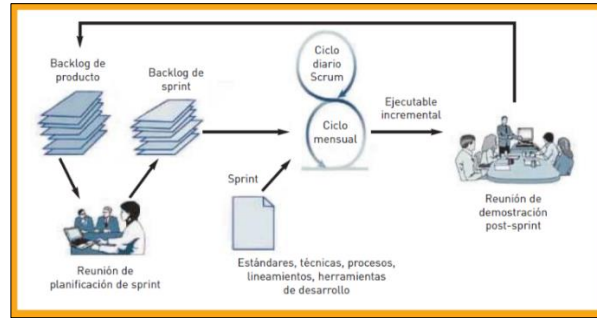 Backlog de
producto
Backlog de
sprint
Ciclo
diario
Scrum
Ciclo
mensual
Ejecutable
incremental
Sprint
Reunión de
planificación de sprint
Estándares, técnicas, procesos,
lineamientos, herramientas
de desarrollo
Reunión de
demostración
post-sprint